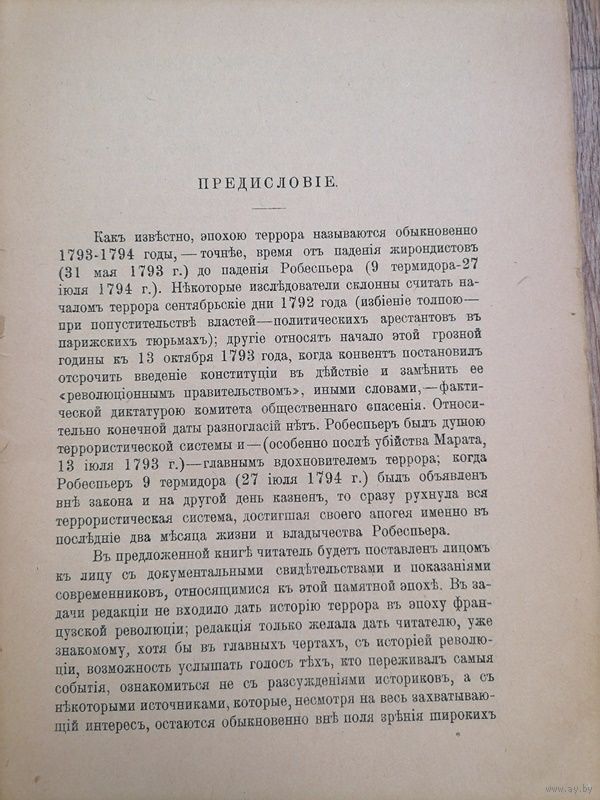 ПРЕДИСЛОВІЕ.
Какъ извѣстно, эпохою террора называются обыкновенно
1793-1794 годы,—точнѣе, время отъ паденія жирондистовъ
(31 мая 1793 г.) до паденія Робеспьера (9 термидора-27
іюля 1794 г.). Нѣкоторые изслѣдователи склонны считать на-
чаломъ террора сентябрьскіе дни 1792 года (избіеніе толпою—
при попустительствѣ властей—политическихъ арестантовъ въ
парижскихъ тюрьмахъ); другіе относятъ начало этой грозной
годины къ 13 октября 1793 года, когда конвентъ постановилъ
отсрочить введеніе конституціи въ дѣйствіе и замѣнить ее
«революціоннымъ правительствомъ», иными словами,—факти-
ческой диктатурою комитета общественнаго спасенія. Относи-
тельно конечной даты разногласій нѣтъ. Робеспьеръ былъ душою
террористической системы и—(особенно послѣ убійства Марата,
13 іюля 1793 г.)—главнымъ вдохновителемъ террора; когда
Робеспьеръ 9 термидора (27 іюля 1794 г.) былъ объявленъ
внѣ закона и на другой день казненъ, то сразу рухнула вся
террористическая система, достигшая своего апогея именно въ
послѣдніе два мѣсяца жизни и владычества Робеспьера.
Въ предложенной книгѣ читатель будетъ поставленъ лицомъ
къ лицу съ документальными свидѣтельствами и показаніями
современниковъ, относящимися къ этой памятной эпохѣ. Въ за-
дачи редакціи не входило дать исторію террора въ эпоху фран-
цузской революціи; редакція только желала дать читателю, уже
знакомому, хотя бы въ главныхъ чертахъ, съ исторіей револю-
ціи, возможность услышать голосъ тѣхъ, кто переживалъ самыя
событія, ознакомиться не съ разсужденіями историковъ, а съ
нѣкоторыми источниками, которые, несмотря на весь захватываю-
щій интересъ, остаются обыкновенно внѣ поля зрѣнія широкихъ
www.ay.by